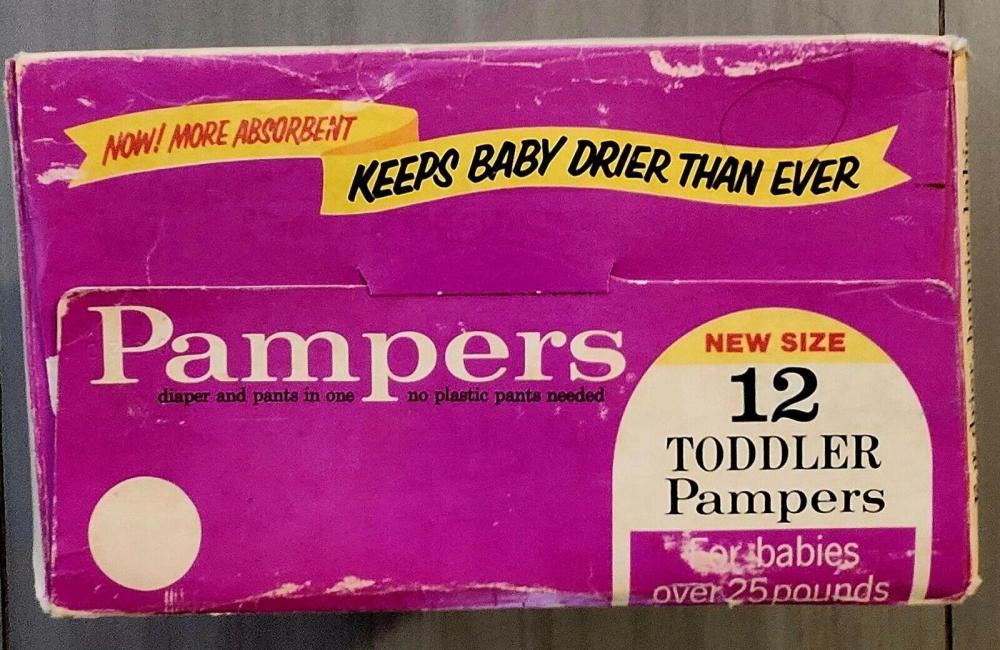 NOW! MORE ABSORBENT
KEEPS BABY DRIER THAN EVER
Pampers
diaper and pants in one no plastic pants needed
NEW SIZE
12
TODDLER
Pampers
For babies
over 25 pounds